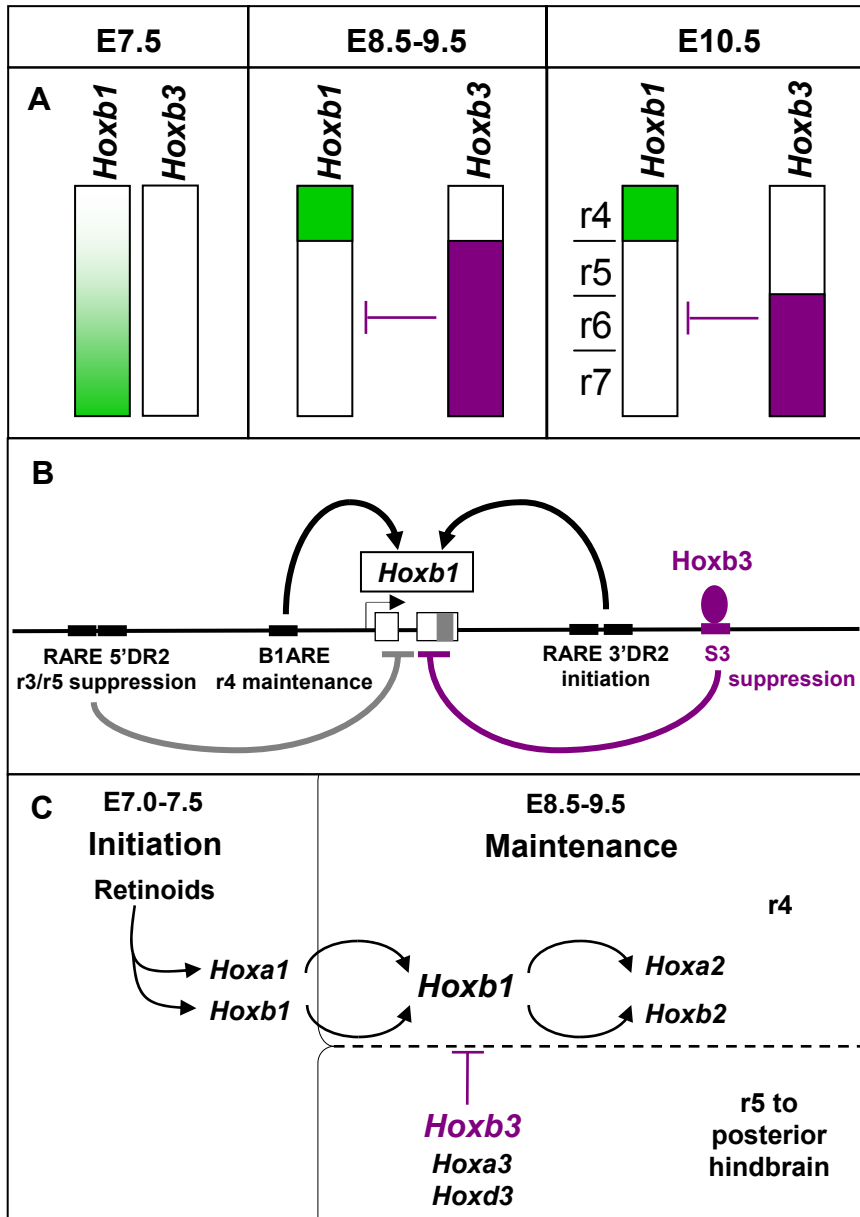 E7.5
E8.5-9.5
E10.5
A
Hoxb1
Hoxb3
Hoxb1
Hoxb3
Hoxb1
Hoxb3
r4
r5
r6
r7
B
Hoxb1
Hoxb3
RARE 5'DR2
r3/r5 suppression
B1ARE
r4 maintenance
RARE 3'DR2
initiation
S3
suppression
C
E7.0-7.5
E8.5-9.5
Initiation
Maintenance
Retinoids
r4
Hoxa1
Hoxb1
Hoxb1
Hoxa2
Hoxb2
Hoxb3
Hoxa3
Hoxd3
r5 to
posterior
hindbrain